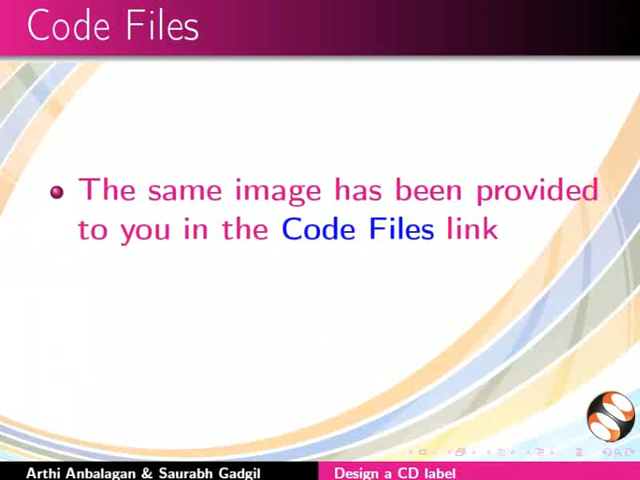 Code Files
The same image has been provided
to you in the Code Files link
Arthi Anbalagan & Saurabh Gadgil
Design a CD label